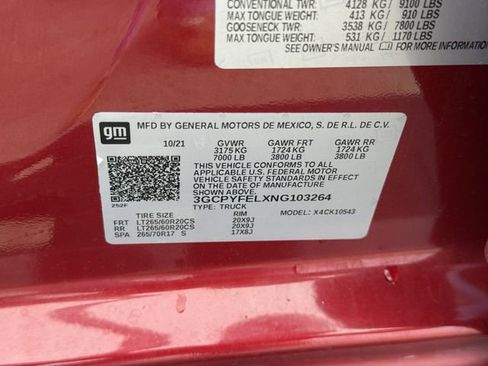 CONVENTIONAL TWR: 4128 KG / 9100 LBS
MAX TONGUE WEIGHT: 413 KG / 910 LBS
GOOSENECK TWR: 3538 KG / 7800 LBS
MAX TONGUE WEIGHT: 531 KG / 1170 LBS
SEE OWNER'S MANUAL FOR MORE INFORMATION
gm
MFD BY GENERAL MOTORS DE MEXICO, S. DE R.L. DE C.V.
10/21 GVWR GAWR FRT GAWR RR
3175 KG 1724 KG 1724 KG
7000 LB 3800 LB 3800 LB
THIS VEHICLE CONFORMS TO ALL
APPLICABLE U.S. FEDERAL MOTOR
VEHICLE SAFETY STANDARDS IN
EFFECT ON THE DATE OF
MANUFACTURE SHOWN ABOVE.
3GCPYFELXNG103264
252F
TYPE: TRUCK
TIRE SIZE RIM MODEL: X4CK10543
FRT LT265/60R20CS 20X9J
RR LT265/60R20CS 20X9J
SPA 265/70R17 S 17X8J